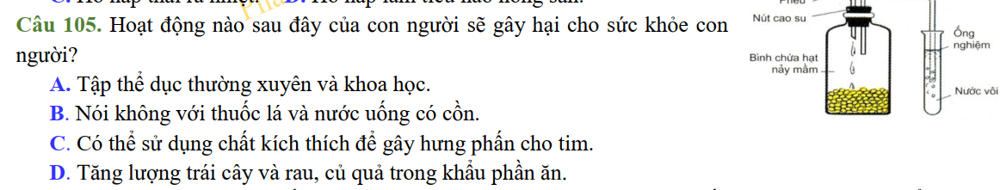 Câu 105. Hoạt động nào sau đây của con người sẽ gây hại cho sức khỏe con
người?
A. Tập thể dục thường xuyên và khoa học.
B. Nói không với thuốc lá và nước uống có cồn.
C. Có thể sử dụng chất kích thích để gây hưng phấn cho tim.
D. Tăng lượng trái cây và rau, củ quả trong khẩu phần ăn.
Phễu
Nút cao su
Ống
nghiệm
Bình chứa hạt
nảy mầm
Nước vôi